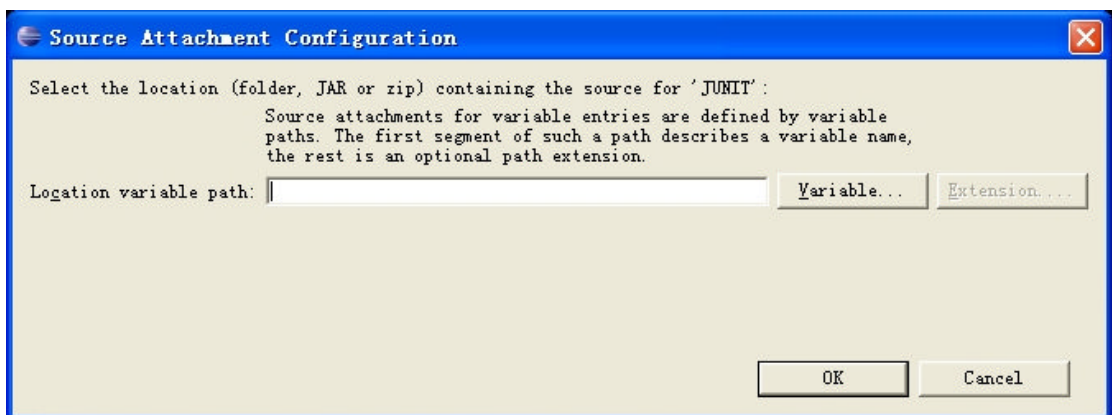 Source Attachment Configuration
Select the location (folder, JAR or zip) containing the source for 'JUNIT':
Source attachments for variable entries are defined by variable
paths. The first segment of such a path describes a variable name,
the rest is an optional path extension.
Location variable path: Variable... Extension....
OK Cancel